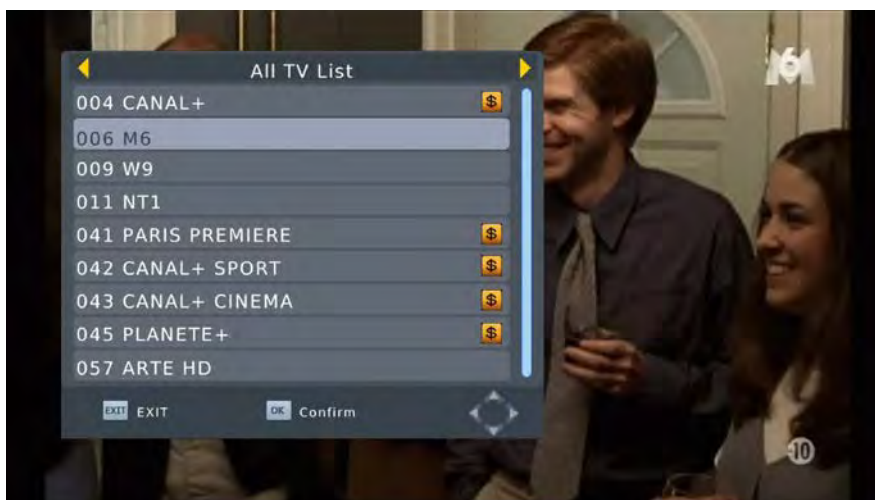 All TV List
M6
004 CANAL+ $
006 M6
009 W9
011 NT1
041 PARIS PREMIERE $
042 CANAL+ SPORT $
043 CANAL+ CINEMA $
045 PLANETE+ $
057 ARTE HD
EXIT EXIT OK Confirm
-10